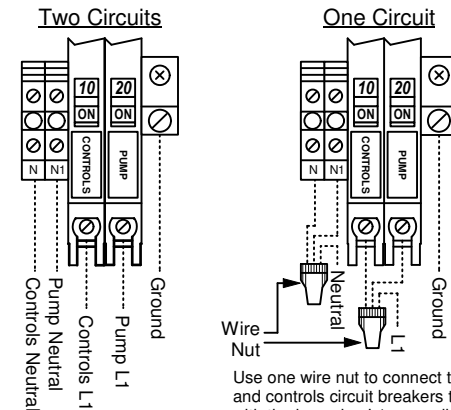 Two Circuits
10
20
ON
ON
CONTROLS
PUMP
N
N1
Controls Neutral
Pump Neutral
Controls L1
Pump L1
Ground
One Circuit
10
20
ON
ON
CONTROLS
PUMP
N
N1
Neutral
L1
Ground
Wire
Nut
Use one wire nut to connect
and controls circuit breakers